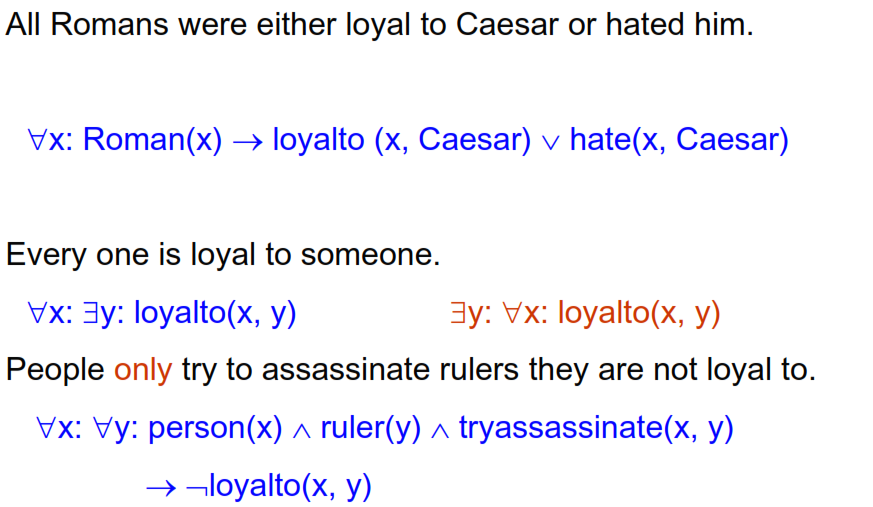 All Romans were either loyal to Caesar or hated him.
∀x: Roman(x) → loyalto (x, Caesar) ∨ hate(x, Caesar)
Every one is loyal to someone.
∀x: ∃y: loyalto(x, y) ∃y: ∀x: loyalto(x, y)
People only try to assassinate rulers they are not loyal to.
∀x: ∀y: person(x) ∧ ruler(y) ∧ tryassassinate(x, y)
→ ¬loyalto(x, y)